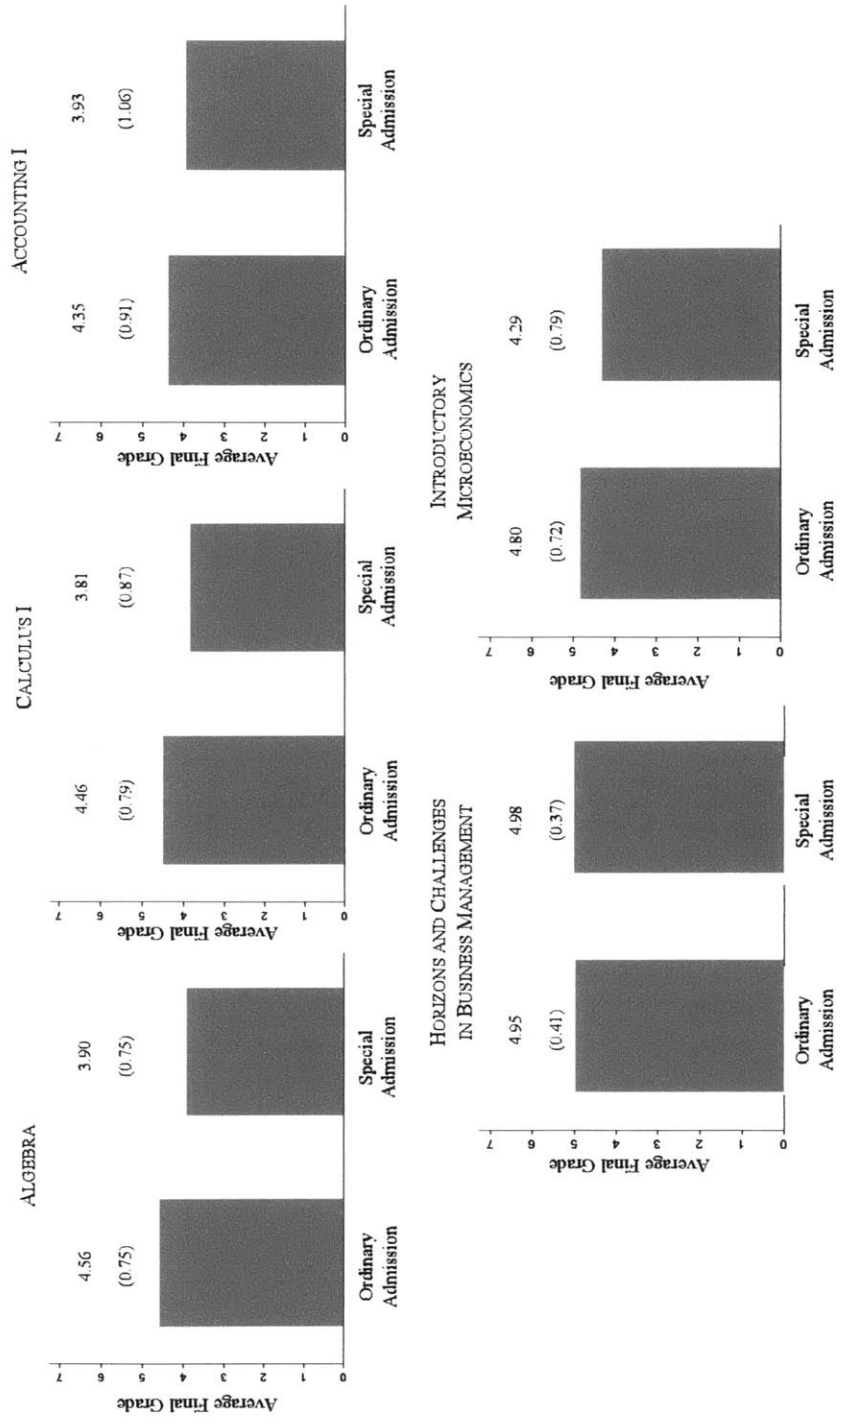 ALGEBRA
Average Final Grade
7
6
5
4
3
2
1
0
4.56
(0.75)
3.90
(0.75)
Ordinary
Admission
Special
Admission
CALCULUS I
Average Final Grade
7
6
5
4
3
2
1
0
4.46
(0.79)
3.81
(0.87)
Ordinary
Admission
Special
Admission
ACCOUNTING I
Average Final Grade
7
6
5
4
3
2
1
0
4.35
(0.91)
3.93
(1.06)
Ordinary
Admission
Special
Admission
HORIZONS AND CHALLENGES
IN BUSINESS MANAGEMENT
Average Final Grade
7
6
5
4
3
2
1
0
4.95
(0.41)
4.98
(0.37)
Ordinary
Admission
Special
Admission
INTRODUCTORY
MICROECONOMICS
Average Final Grade
7
6
5
4
3
2
1
0
4.80
(0.72)
4.29
(0.79)
Ordinary
Admission
Special
Admission